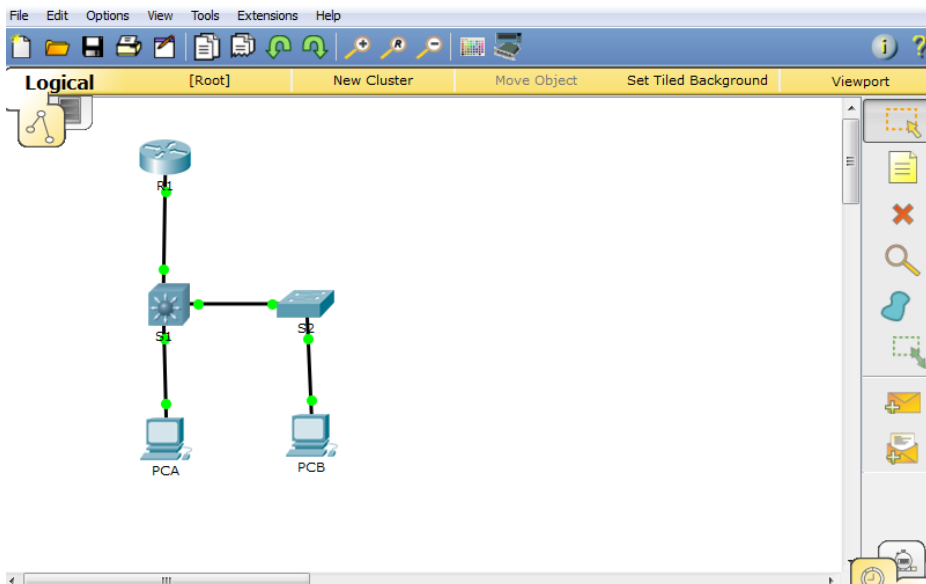 File Edit Options View Tools Extensions Help
R
i ?
Logical [Root] New Cluster Move Object Set Tiled Background Viewport
R1
S1
S2
PCA
PCB